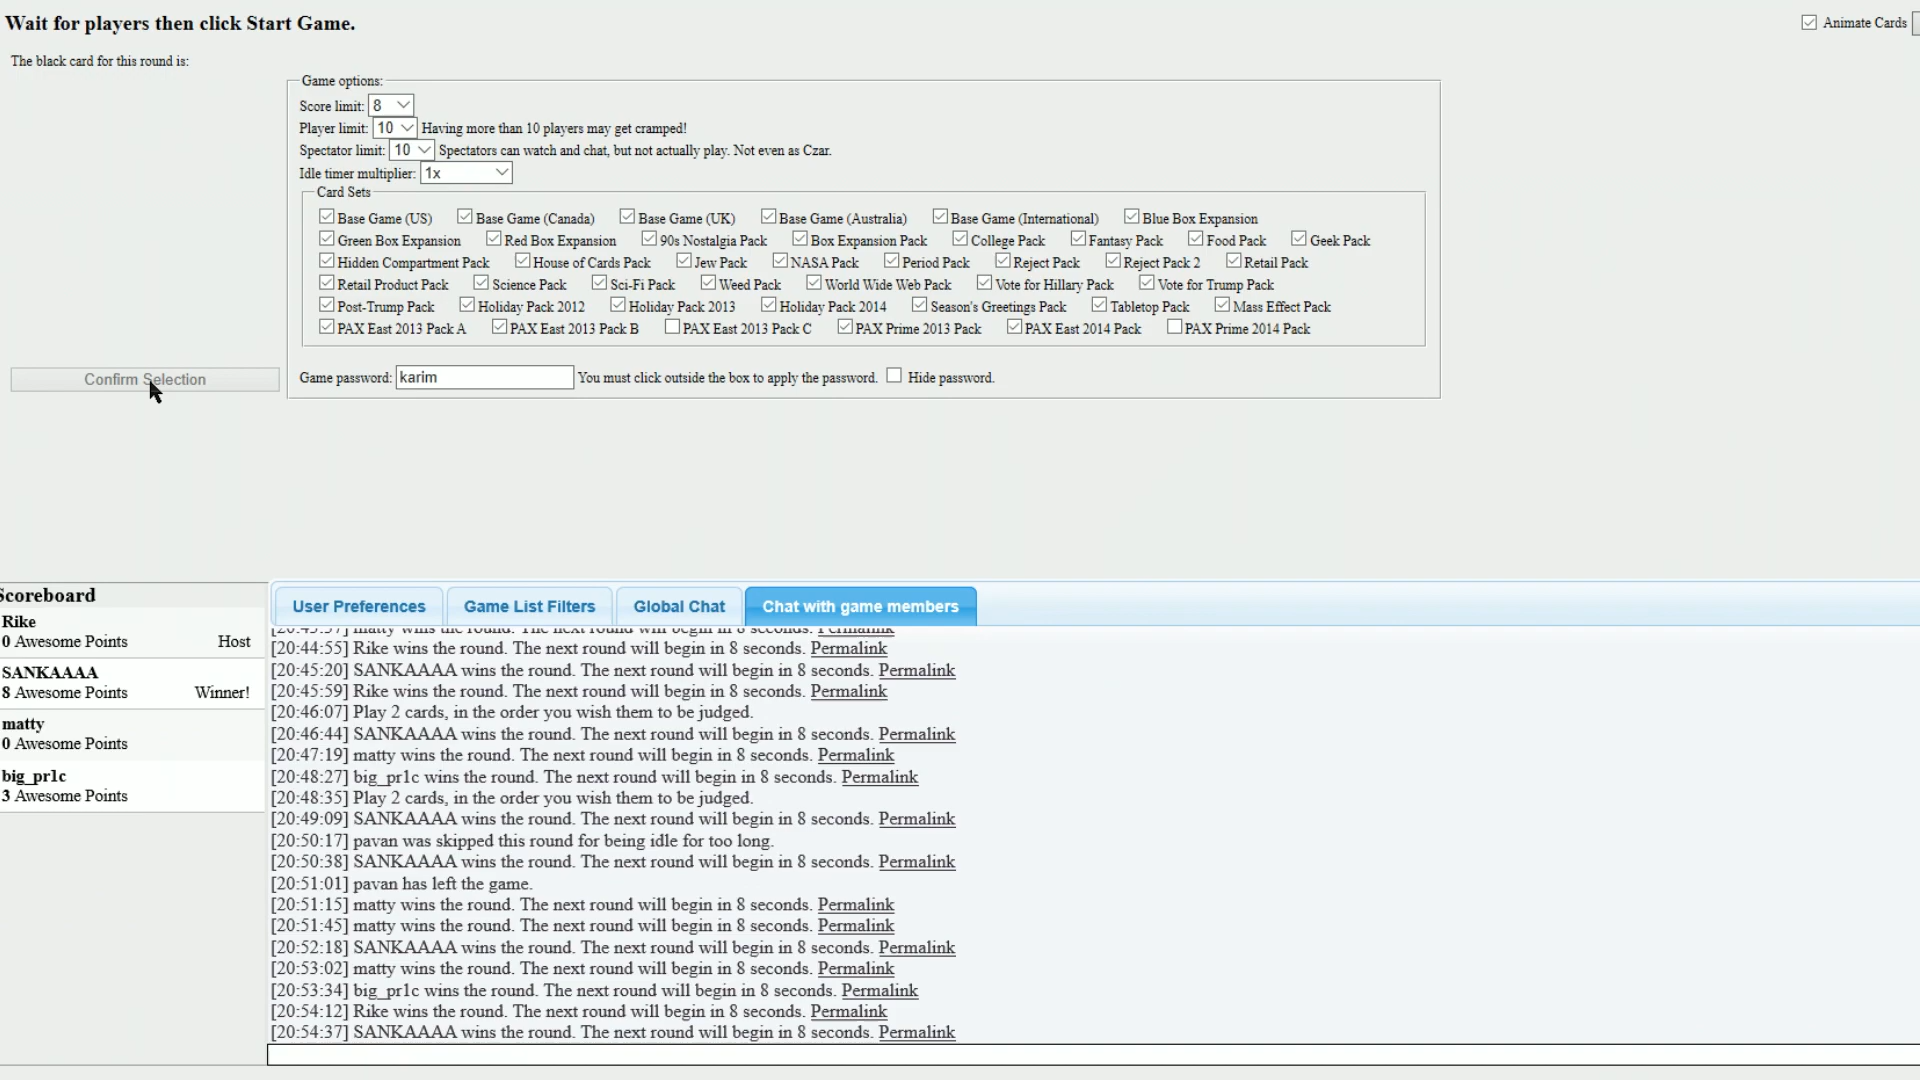 Wait for players then click Start Game.
Animate Cards
The black card for this round is:
Game options:
Score limit: 8
Player limit: 10 Having more than 10 players may get cramped!
Spectator limit: 10 Spectators can watch and chat, but not actually play. Not even as Czar.
Idle timer multiplier: 1x
Card Sets
Base Game (US) Base Game (Canada) Base Game (UK) Base Game (Australia) Base Game (International) Blue Box Expansion
Green Box Expansion Red Box Expansion 90s Nostalgia Pack Box Expansion Pack College Pack Fantasy Pack Food Pack Geek Pack
Hidden Compartment Pack House of Cards Pack Jew Pack NASA Pack Period Pack Reject Pack Reject Pack 2 Retail Pack
Retail Product Pack Science Pack Sci-Fi Pack Weed Pack World Wide Web Pack Vote for Hillary Pack Vote for Trump Pack
Post-Trump Pack Holiday Pack 2012 Holiday Pack 2013 Holiday Pack 2014 Season's Greetings Pack Tabletop Pack Mass Effect Pack
PAX East 2013 Pack A PAX East 2013 Pack B PAX East 2013 Pack C PAX Prime 2013 Pack PAX East 2014 Pack PAX Prime 2014 Pack
Confirm Selection
Game password: karim You must click outside the box to apply the password. Hide password.
Scoreboard
Rike
0 Awesome Points Host
SANKAAAA
8 Awesome Points Winner!
matty
0 Awesome Points
big_pr1c
3 Awesome Points
User Preferences Game List Filters Global Chat Chat with game members
matty wins the round. The next round will begin in 8 seconds. Permalink
[20:44:55] Rike wins the round. The next round will begin in 8 seconds. Permalink
[20:45:20] SANKAAAA wins the round. The next round will begin in 8 seconds. Permalink
[20:45:59] Rike wins the round. The next round will begin in 8 seconds. Permalink
[20:46:07] Play 2 cards, in the order you wish them to be judged.
[20:46:44] SANKAAAA wins the round. The next round will begin in 8 seconds. Permalink
[20:47:19] matty wins the round. The next round will begin in 8 seconds. Permalink
[20:48:27] big_pr1c wins the round. The next round will begin in 8 seconds. Permalink
[20:48:35] Play 2 cards, in the order you wish them to be judged.
[20:49:09] SANKAAAA wins the round. The next round will begin in 8 seconds. Permalink
[20:50:17] pavan was skipped this round for being idle for too long.
[20:50:38] SANKAAAA wins the round. The next round will begin in 8 seconds. Permalink
[20:51:01] pavan has left the game.
[20:51:15] matty wins the round. The next round will begin in 8 seconds. Permalink
[20:51:45] matty wins the round. The next round will begin in 8 seconds. Permalink
[20:52:18] SANKAAAA wins the round. The next round will begin in 8 seconds. Permalink
[20:53:02] matty wins the round. The next round will begin in 8 seconds. Permalink
[20:53:34] big_pr1c wins the round. The next round will begin in 8 seconds. Permalink
[20:54:12] Rike wins the round. The next round will begin in 8 seconds. Permalink
[20:54:37] SANKAAAA wins the round. The next round will begin in 8 seconds. Permalink